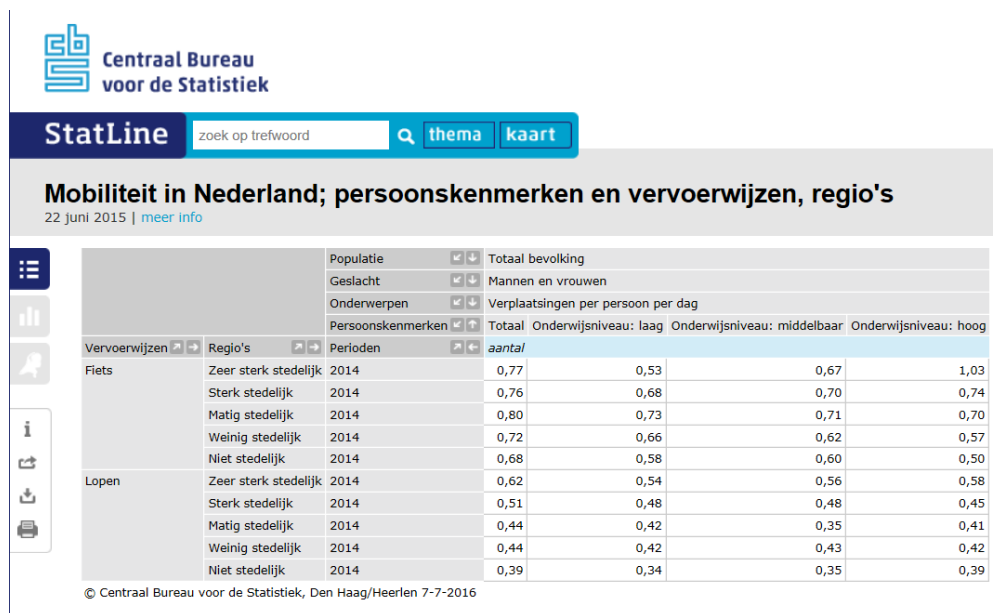 cbs
Centraal Bureau
voor de Statistiek
StatLine zoek op trefwoord thema kaart
Mobiliteit in Nederland; persoonskenmerken en vervoerwijzen, regio's
22 juni 2015 | meer info
Populatie Totaal bevolking
Geslacht Mannen en vrouwen
Onderwerpen Verplaatsingen per persoon per dag
Persoonskenmerken Totaal Onderwijsniveau: laag Onderwijsniveau: middelbaar Onderwijsniveau: hoog
Vervoerwijzen Regio's Perioden aantal
Fiets Zeer sterk stedelijk 2014 0,77 0,53 0,67 1,03
Sterk stedelijk 2014 0,76 0,68 0,70 0,74
Matig stedelijk 2014 0,80 0,73 0,71 0,70
Weinig stedelijk 2014 0,72 0,66 0,62 0,57
Niet stedelijk 2014 0,68 0,58 0,60 0,50
Lopen Zeer sterk stedelijk 2014 0,62 0,54 0,56 0,58
Sterk stedelijk 2014 0,51 0,48 0,48 0,45
Matig stedelijk 2014 0,44 0,42 0,35 0,41
Weinig stedelijk 2014 0,44 0,42 0,43 0,42
Niet stedelijk 2014 0,39 0,34 0,35 0,39
© Centraal Bureau voor de Statistiek, Den Haag/Heerlen 7-7-2016